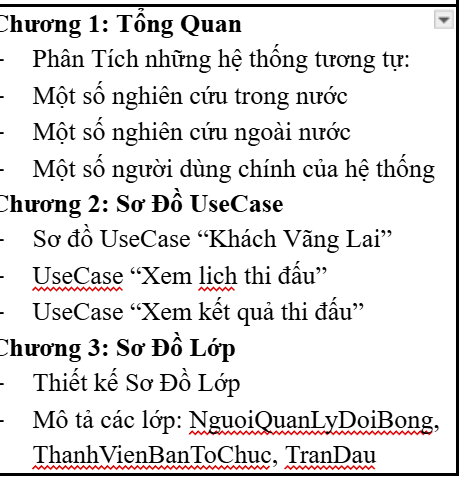 Chương 1: Tổng Quan
- Phân Tích những hệ thống tương tự:
- Một số nghiên cứu trong nước
- Một số nghiên cứu ngoài nước
- Một số người dùng chính của hệ thống
Chương 2: Sơ Đồ UseCase
- Sơ đồ UseCase “Khách Vãng Lai”
- UseCase “Xem lich thi đấu”
- UseCase “Xem kết quả thi đấu”
Chương 3: Sơ Đồ Lớp
- Thiết kế Sơ Đồ Lớp
- Mô tả các lớp: NguoiQuanLyDoiBong,
ThanhVienBanToChuc, TranDau